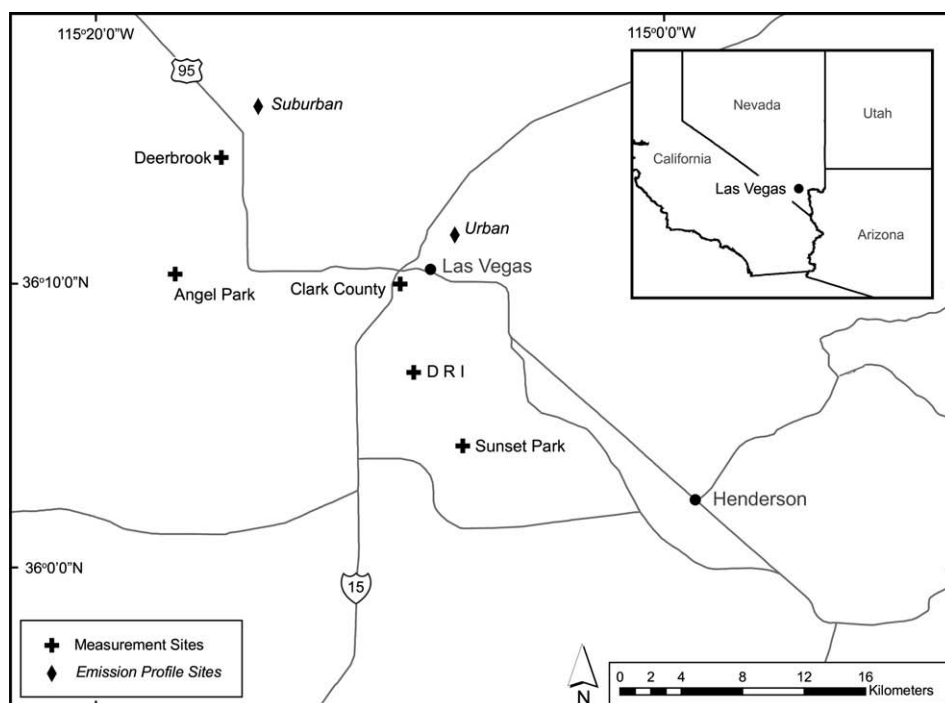 115°20'0"W
115°0'0"W
95
Suburban
Nevada
Utah
Deerbrook
California
Las Vegas
Urban
Arizona
Las Vegas
36°10'0"N
Angel Park
Clark County
D R I
Sunset Park
Henderson
36°0'0"N
15
Measurement Sites
Emission Profile Sites
N
0 2 4 8 12 16
Kilometers